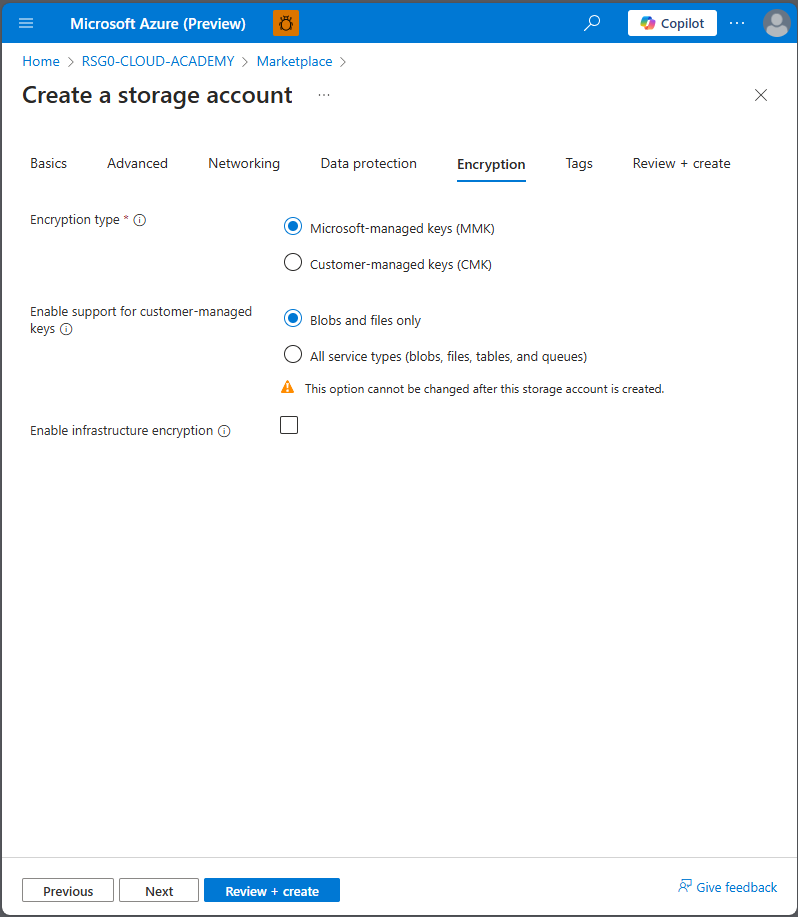 Microsoft Azure (Preview)
Copilot
Home > RSG0-CLOUD-ACADEMY > Marketplace >
Create a storage account ...
Basics Advanced Networking Data protection Encryption Tags Review + create
Encryption type *
Microsoft-managed keys (MMK)
Customer-managed keys (CMK)
Enable support for customer-managed
keys
Blobs and files only
All service types (blobs, files, tables, and queues)
This option cannot be changed after this storage account is created.
Enable infrastructure encryption
Previous Next Review + create Give feedback